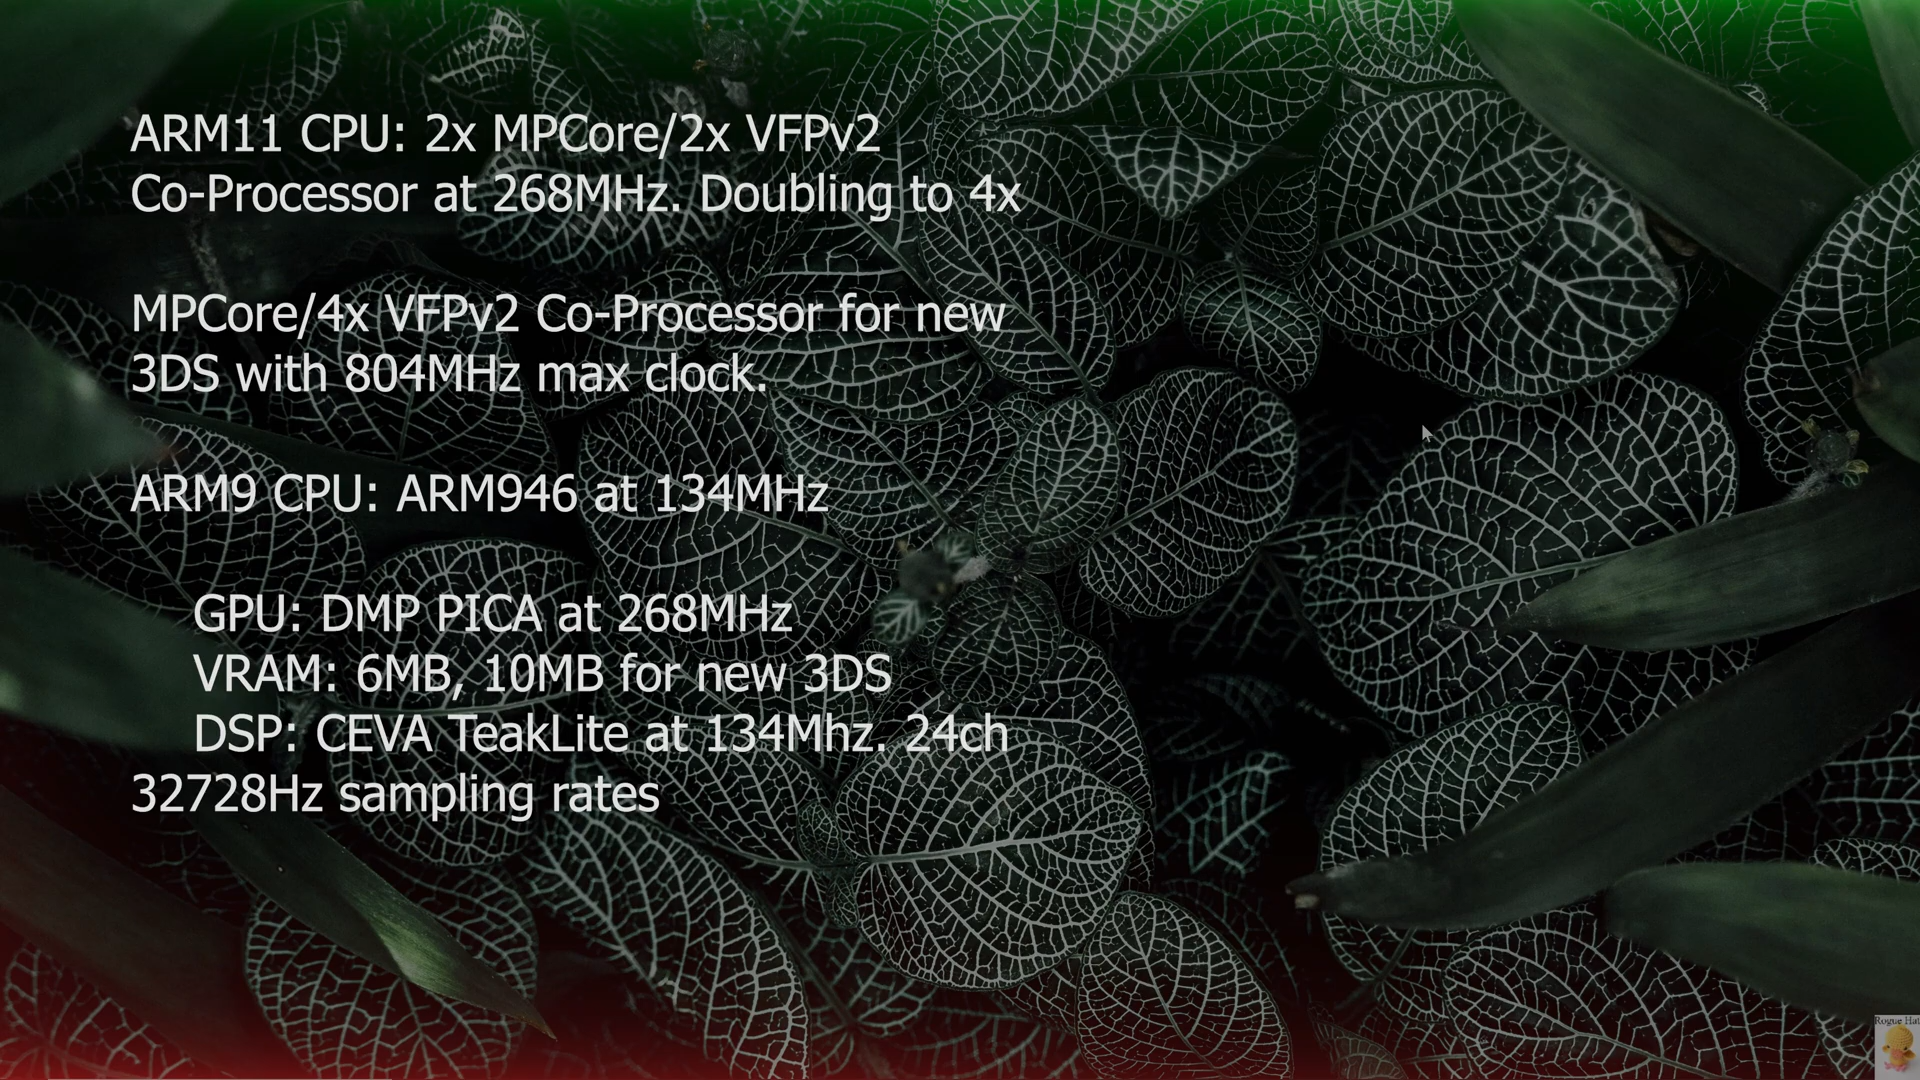 ARM11 CPU: 2x MPCore/2x VFPv2
Co-Processor at 268MHz. Doubling to 4x
MPCore/4x VFPv2 Co-Processor for new
3DS with 804MHz max clock.
ARM9 CPU: ARM946 at 134MHz
GPU: DMP PICA at 268MHz
VRAM: 6MB, 10MB for new 3DS
DSP: CEVA TeakLite at 134Mhz. 24ch
32728Hz sampling rates
Rogue Hat